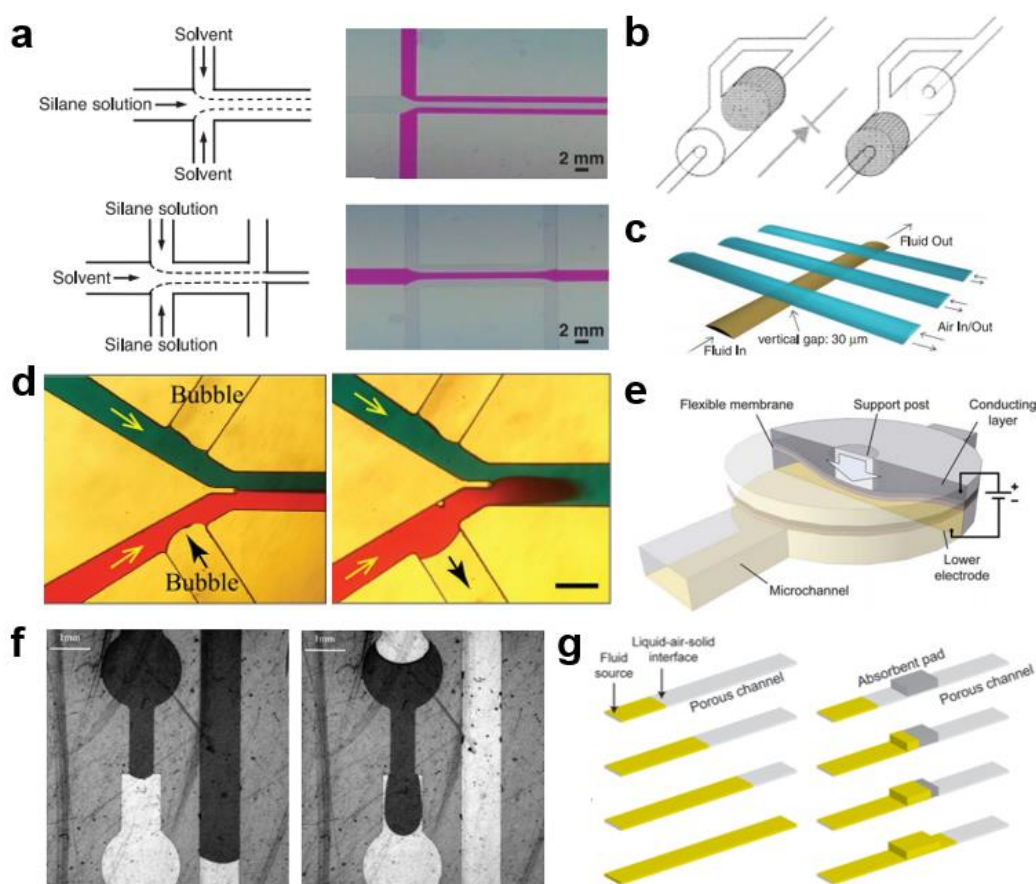 a
Solvent
Silane solution
Solvent
2 mm
Silane solution
Solvent
Silane solution
2 mm
b
c
Fluid Out
Air In/Out
vertical gap: 30 μm
Fluid In
d
Bubble
Bubble
e
Flexible membrane
Support post
Conducting
layer
+
−
Lower
electrode
Microchannel
f
1mm
1mm
g
Fluid
source
Liquid-air-solid
interface
Porous channel
Absorbent pad
Porous channel